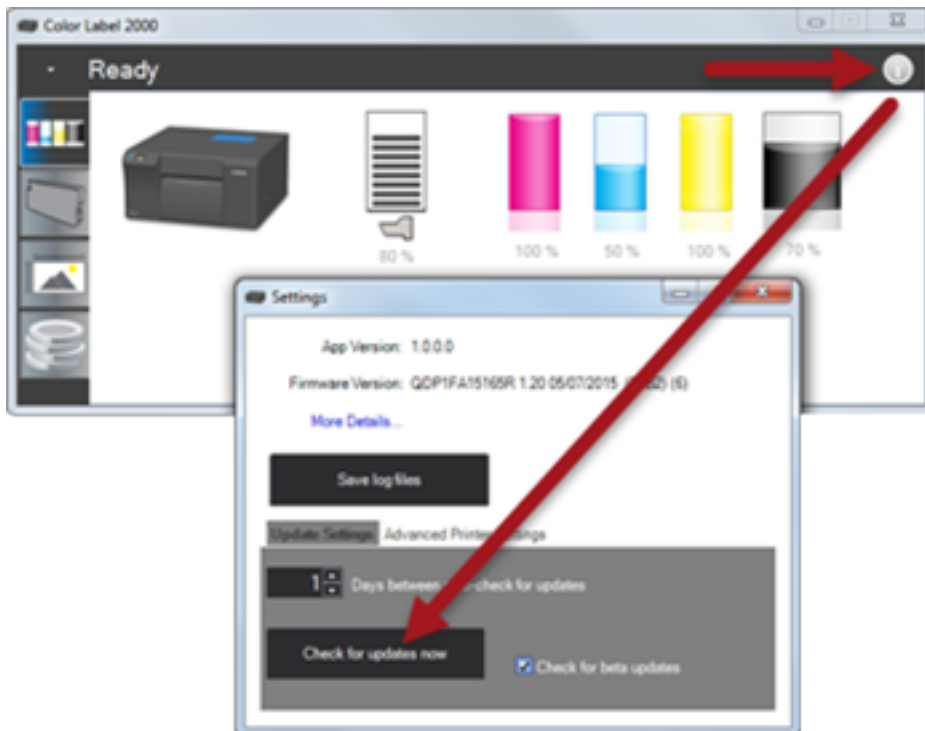 Color Label 2000
Ready
80 %
100 %
50 %
100 %
70 %
Settings
App Version: 1.0.0.0
Firmware Version: QDP1FA15165R 1.20 05/07/2015 (6)
More Details...
Save log files
Update Settings Advanced Printer
1 Days between check for updates
Check for updates now
Check for beta updates